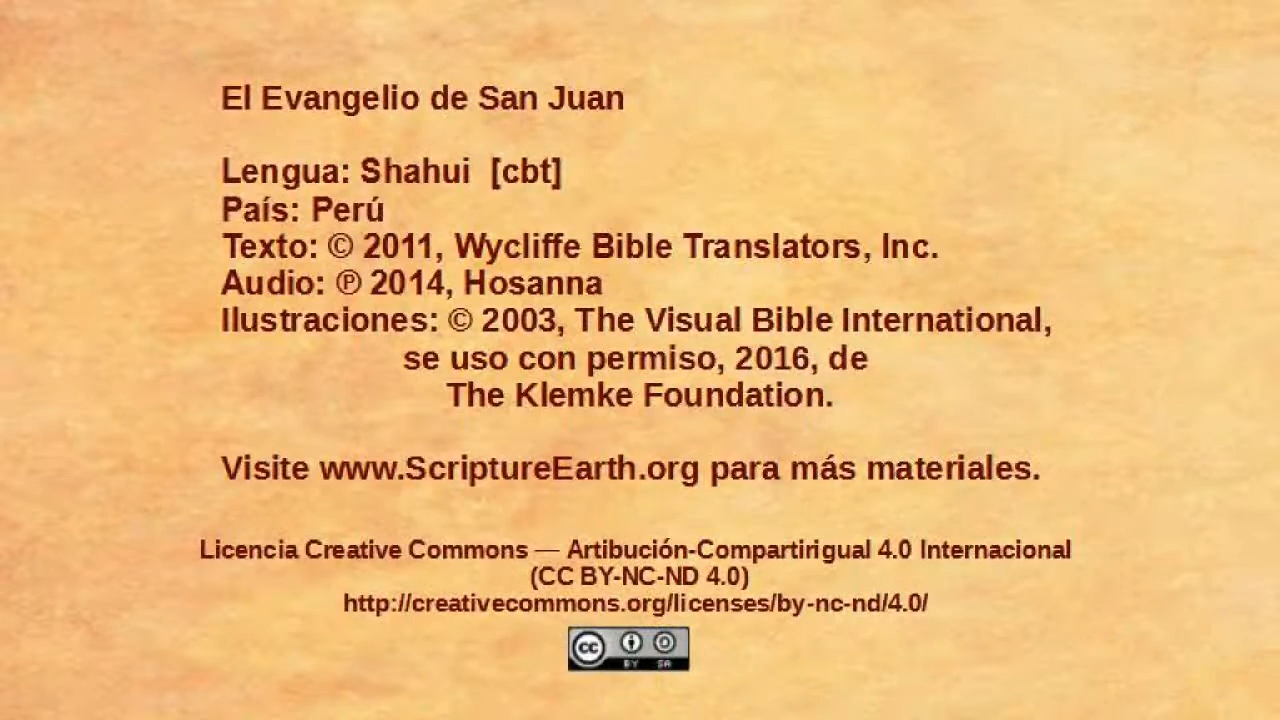 El Evangelio de San Juan
Lengua: Shahui [cbt]
País: Perú
Texto: © 2011, Wycliffe Bible Translators, Inc.
Audio: ℗ 2014, Hosanna
Ilustraciones: © 2003, The Visual Bible International,
se uso con permiso, 2016, de
The Klemke Foundation.
Visite www.ScriptureEarth.org para más materiales.
Licencia Creative Commons — Artibución-Compartirigual 4.0 Internacional
(CC BY-NC-ND 4.0)
http://creativecommons.org/licenses/by-nc-nd/4.0/
cc BY SA